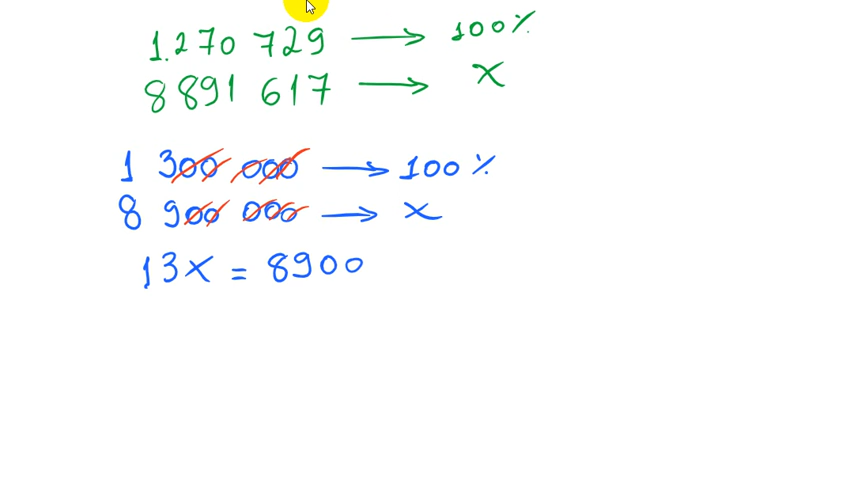 1.270 729 → 100%
8 891 617 → x
1 300 000 → 100%
8 900 000 → x
13x = 8900